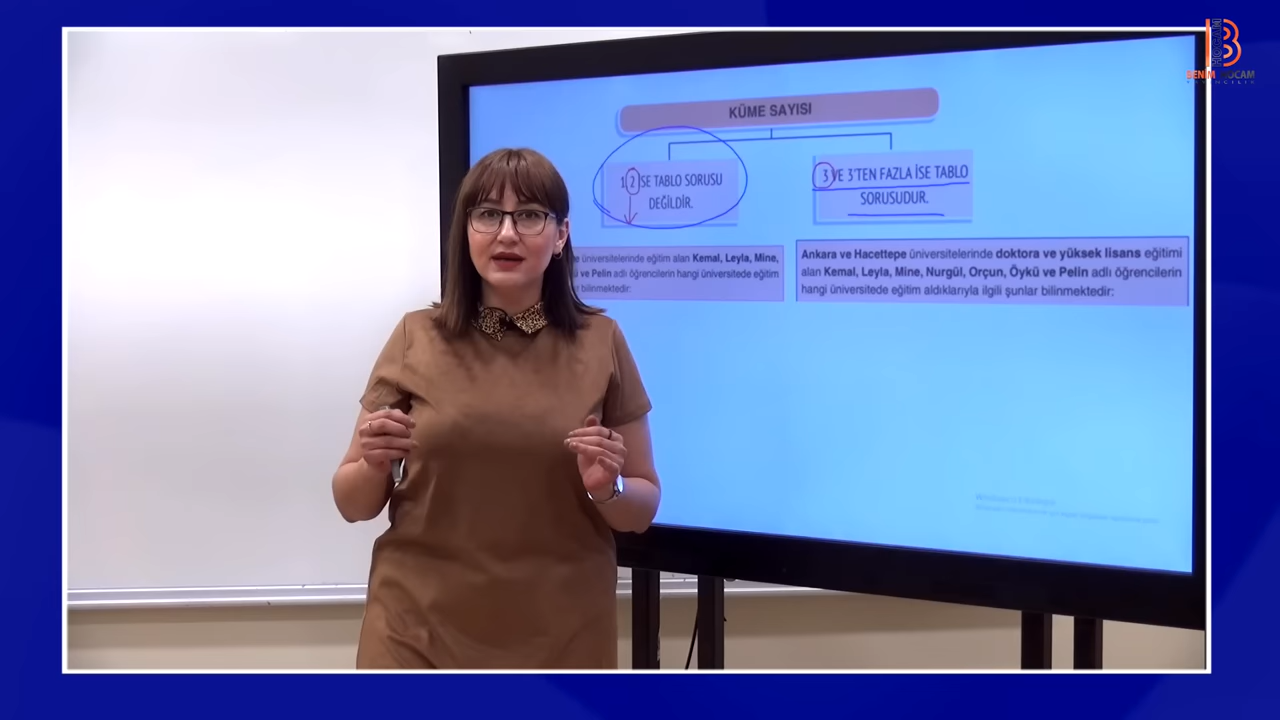 BENİM HOCAM
KÜME SAYISI
1 2 İSE TABLO SORUSU
DEĞİLDİR.
3 VE 3'TEN FAZLA İSE TABLO
SORUSUDUR.
üniversitelerinde eğitim alan Kemal, Leyla, Mine,
ve Pelin adlı öğrencilerin hangi üniversitede eğitim
bilinmektedir:
Ankara ve Hacettepe üniversitelerinde doktora ve yüksek lisans eğitimi
alan Kemal, Leyla, Mine, Nurgül, Orçun, Öykü ve Pelin adlı öğrencilerin
hangi üniversitede eğitim aldıklarıyla ilgili şunlar bilinmektedir: